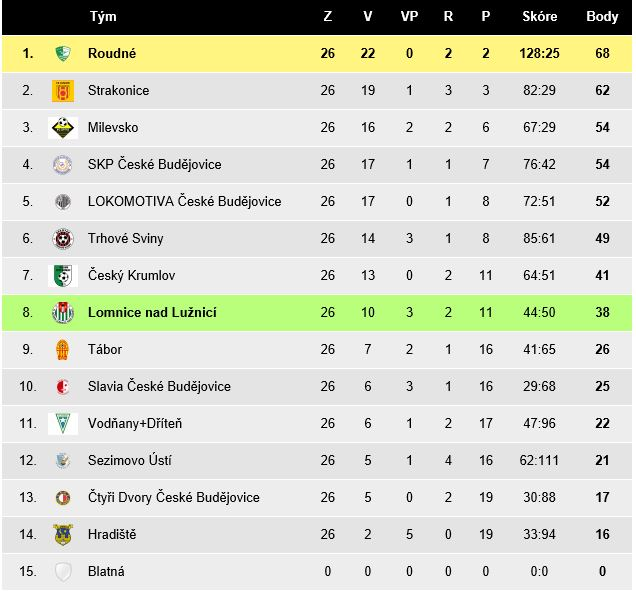 Tým Z V VP R P Skóre Body
1. Roudné 26 22 0 2 2 128:25 68
2. Strakonice 26 19 1 3 3 82:29 62
3. Milevsko 26 16 2 2 6 67:29 54
4. SKP České Budějovice 26 17 1 1 7 76:42 54
5. LOKOMOTIVA České Budějovice 26 17 0 1 8 72:51 52
6. Trhové Sviny 26 14 3 1 8 85:61 49
7. Český Krumlov 26 13 0 2 11 64:51 41
8. Lomnice nad Lužnicí 26 10 3 2 11 44:50 38
9. Tábor 26 7 2 1 16 41:65 26
10. Slavia České Budějovice 26 6 3 1 16 29:68 25
11. Vodňany+Dříteň 26 6 1 2 17 47:96 22
12. Sezimovo Ústí 26 5 1 4 16 62:111 21
13. Čtyři Dvory České Budějovice 26 5 0 2 19 30:88 17
14. Hradiště 26 2 5 0 19 33:94 16
15. Blatná 0 0 0 0 0 0:0 0